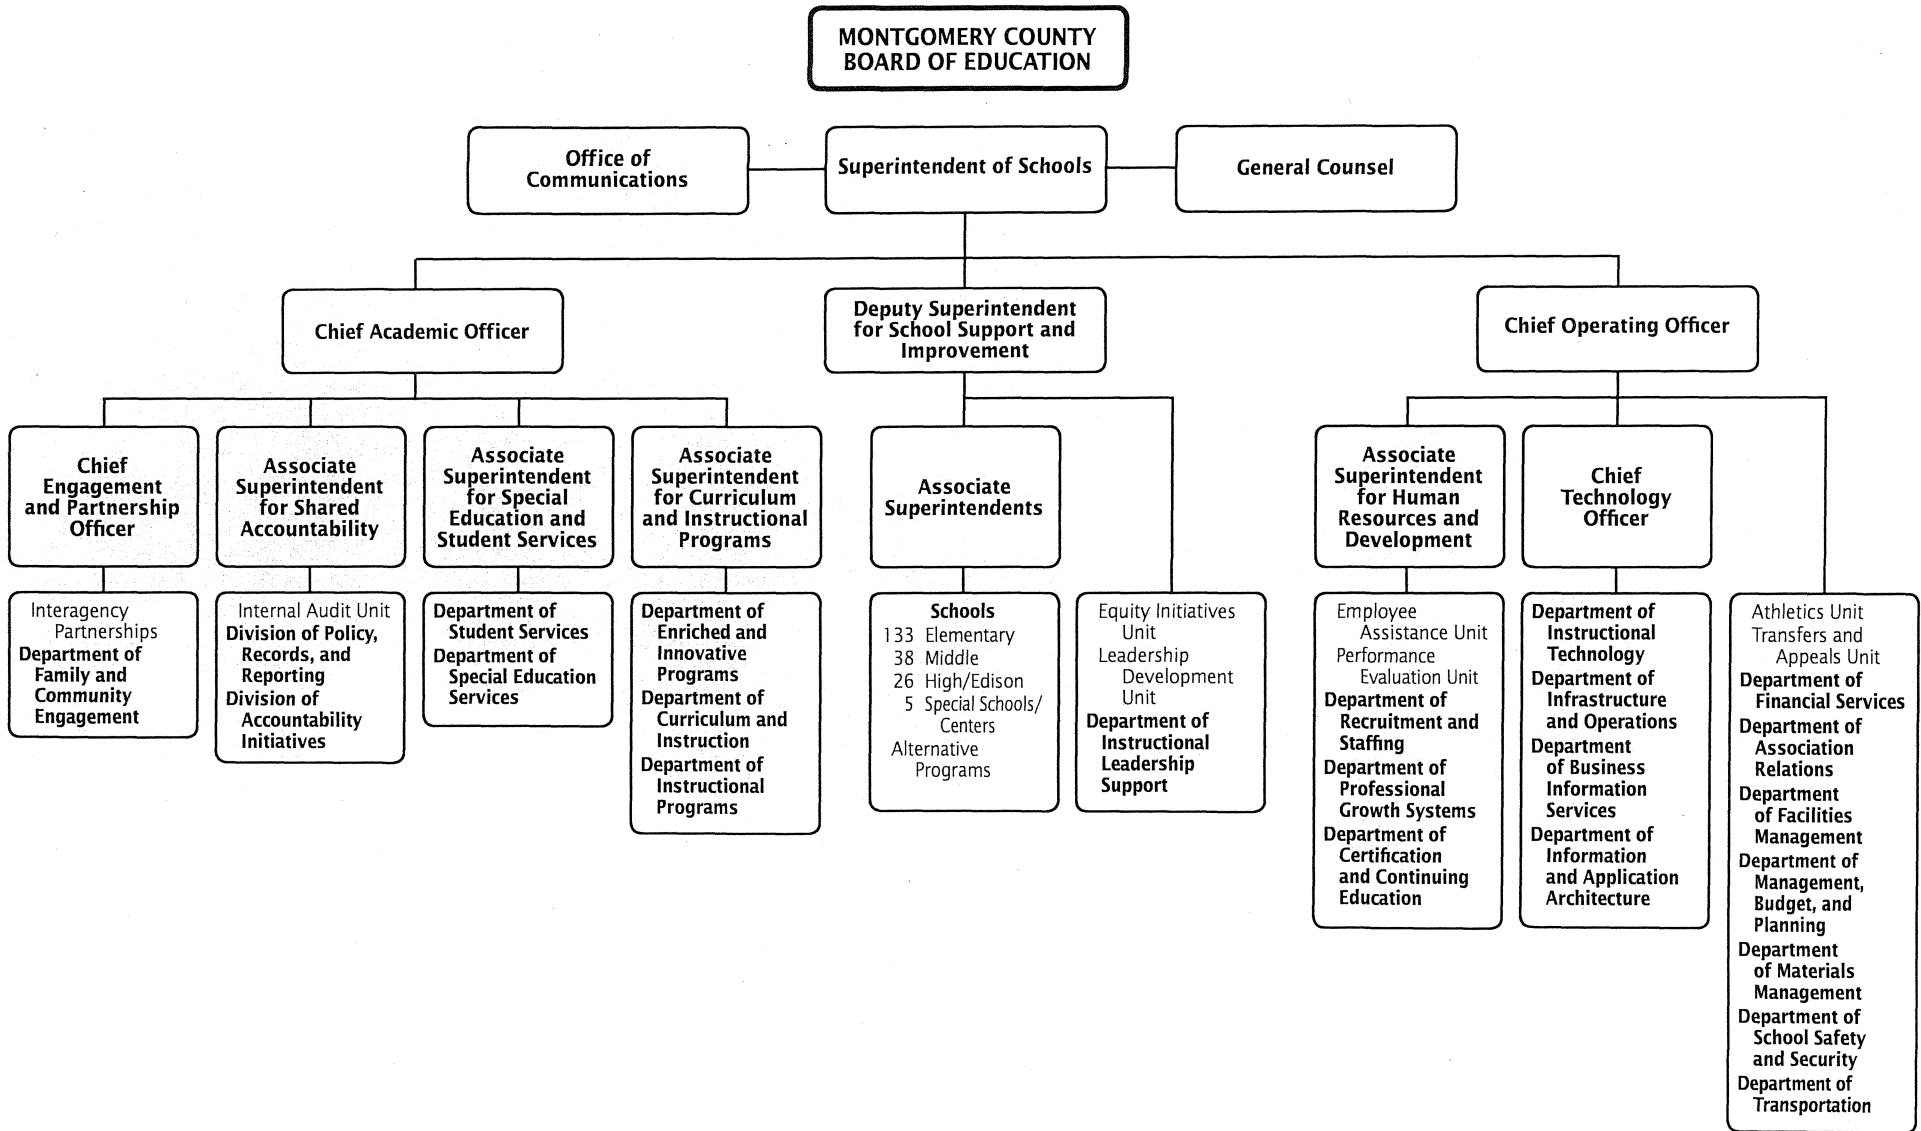 MONTGOMERY COUNTY
BOARD OF EDUCATION
Office of
Communications
Superintendent of Schools
General Counsel
Chief Academic Officer
Deputy Superintendent
for School Support and
Improvement
Chief Operating Officer
Chief
Engagement
and Partnership
Officer
Associate
Superintendent
for Shared
Accountability
Associate
Superintendent
for Special
Education and
Student Services
Associate
Superintendent
for Curriculum
and Instructional
Programs
Associate
Superintendents
Associate
Superintendent
for Human
Resources and
Development
Chief
Technology
Officer
Interagency
Partnerships
Department of
Family and
Community
Engagement
Internal Audit Unit
Division of Policy,
Records, and
Reporting
Division of
Accountability
Initiatives
Department of
Student Services
Department of
Special Education
Services
Department of
Enriched and
Innovative
Programs
Department of
Curriculum and
Instruction
Department of
Instructional
Programs
Schools
133 Elementary
38 Middle
26 High/Edison
5 Special Schools/
Centers
Alternative
Programs
Equity Initiatives
Unit
Leadership
Development
Unit
Department of
Instructional
Leadership
Support
Employee
Assistance Unit
Performance
Evaluation Unit
Department of
Recruitment and
Staffing
Department of
Professional
Growth Systems
Department of
Certification
and Continuing
Education
Department of
Instructional
Technology
Department of
Infrastructure
and Operations
Department
of Business
Information
Services
Department of
Information
and Application
Architecture
Athletics Unit
Transfers and
Appeals Unit
Department of
Financial Services
Department of
Association
Relations
Department
of Facilities
Management
Department of
Management,
Budget, and
Planning
Department
of Materials
Management
Department of
School Safety
and Security
Department of
Transportation